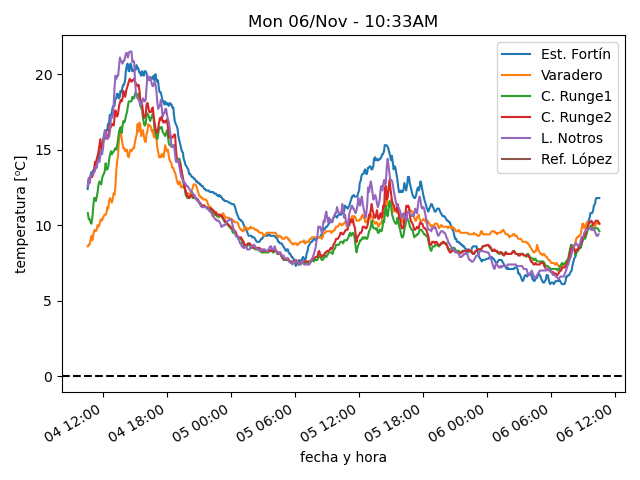 Mon 06/Nov - 10:33AM
Est. Fortín
Varadero
C. Runge1
C. Runge2
L. Notros
Ref. López
temperatura [ºC]
20
15
10
5
0
04 12:00
04 18:00
05 00:00
05 06:00
05 12:00
05 18:00
06 00:00
06 06:00
06 12:00
fecha y hora